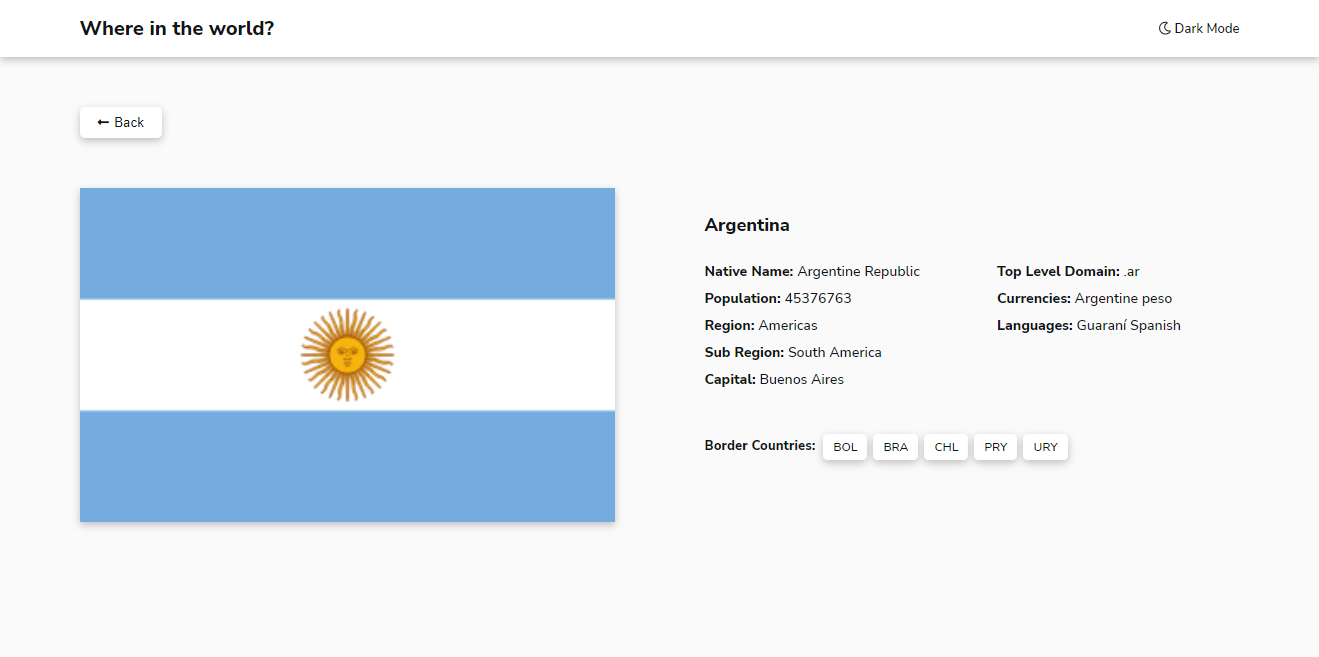 Where in the world?
Dark Mode
Back
Argentina
Native Name: Argentine Republic
Population: 45376763
Region: Americas
Sub Region: South America
Capital: Buenos Aires
Top Level Domain: .ar
Currencies: Argentine peso
Languages: Guaraní Spanish
Border Countries: BOL BRA CHL PRY URY